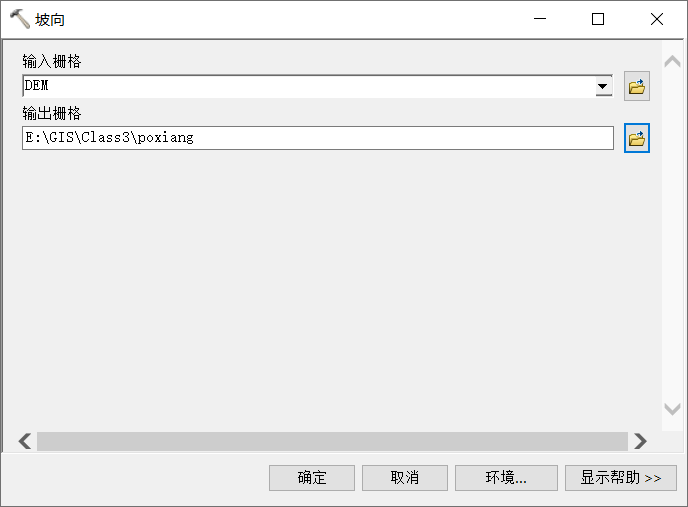 坡向
输入栅格
DEM
输出栅格
E:\GIS\Class3\poxiang
确定
取消
环境...
显示帮助 >>